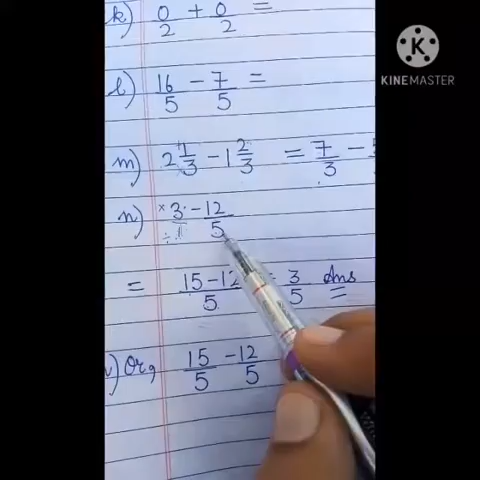 k) 0/2 + 0/2 =
l) 16/5 - 7/5 =
m) 2 1/3 - 1 2/3 = 7/3 -
n) × 3/1 - 12/5
÷
= 15-12/5 = 3/5 Ans
Or, 15/5 - 12/5
K
KINEMASTER